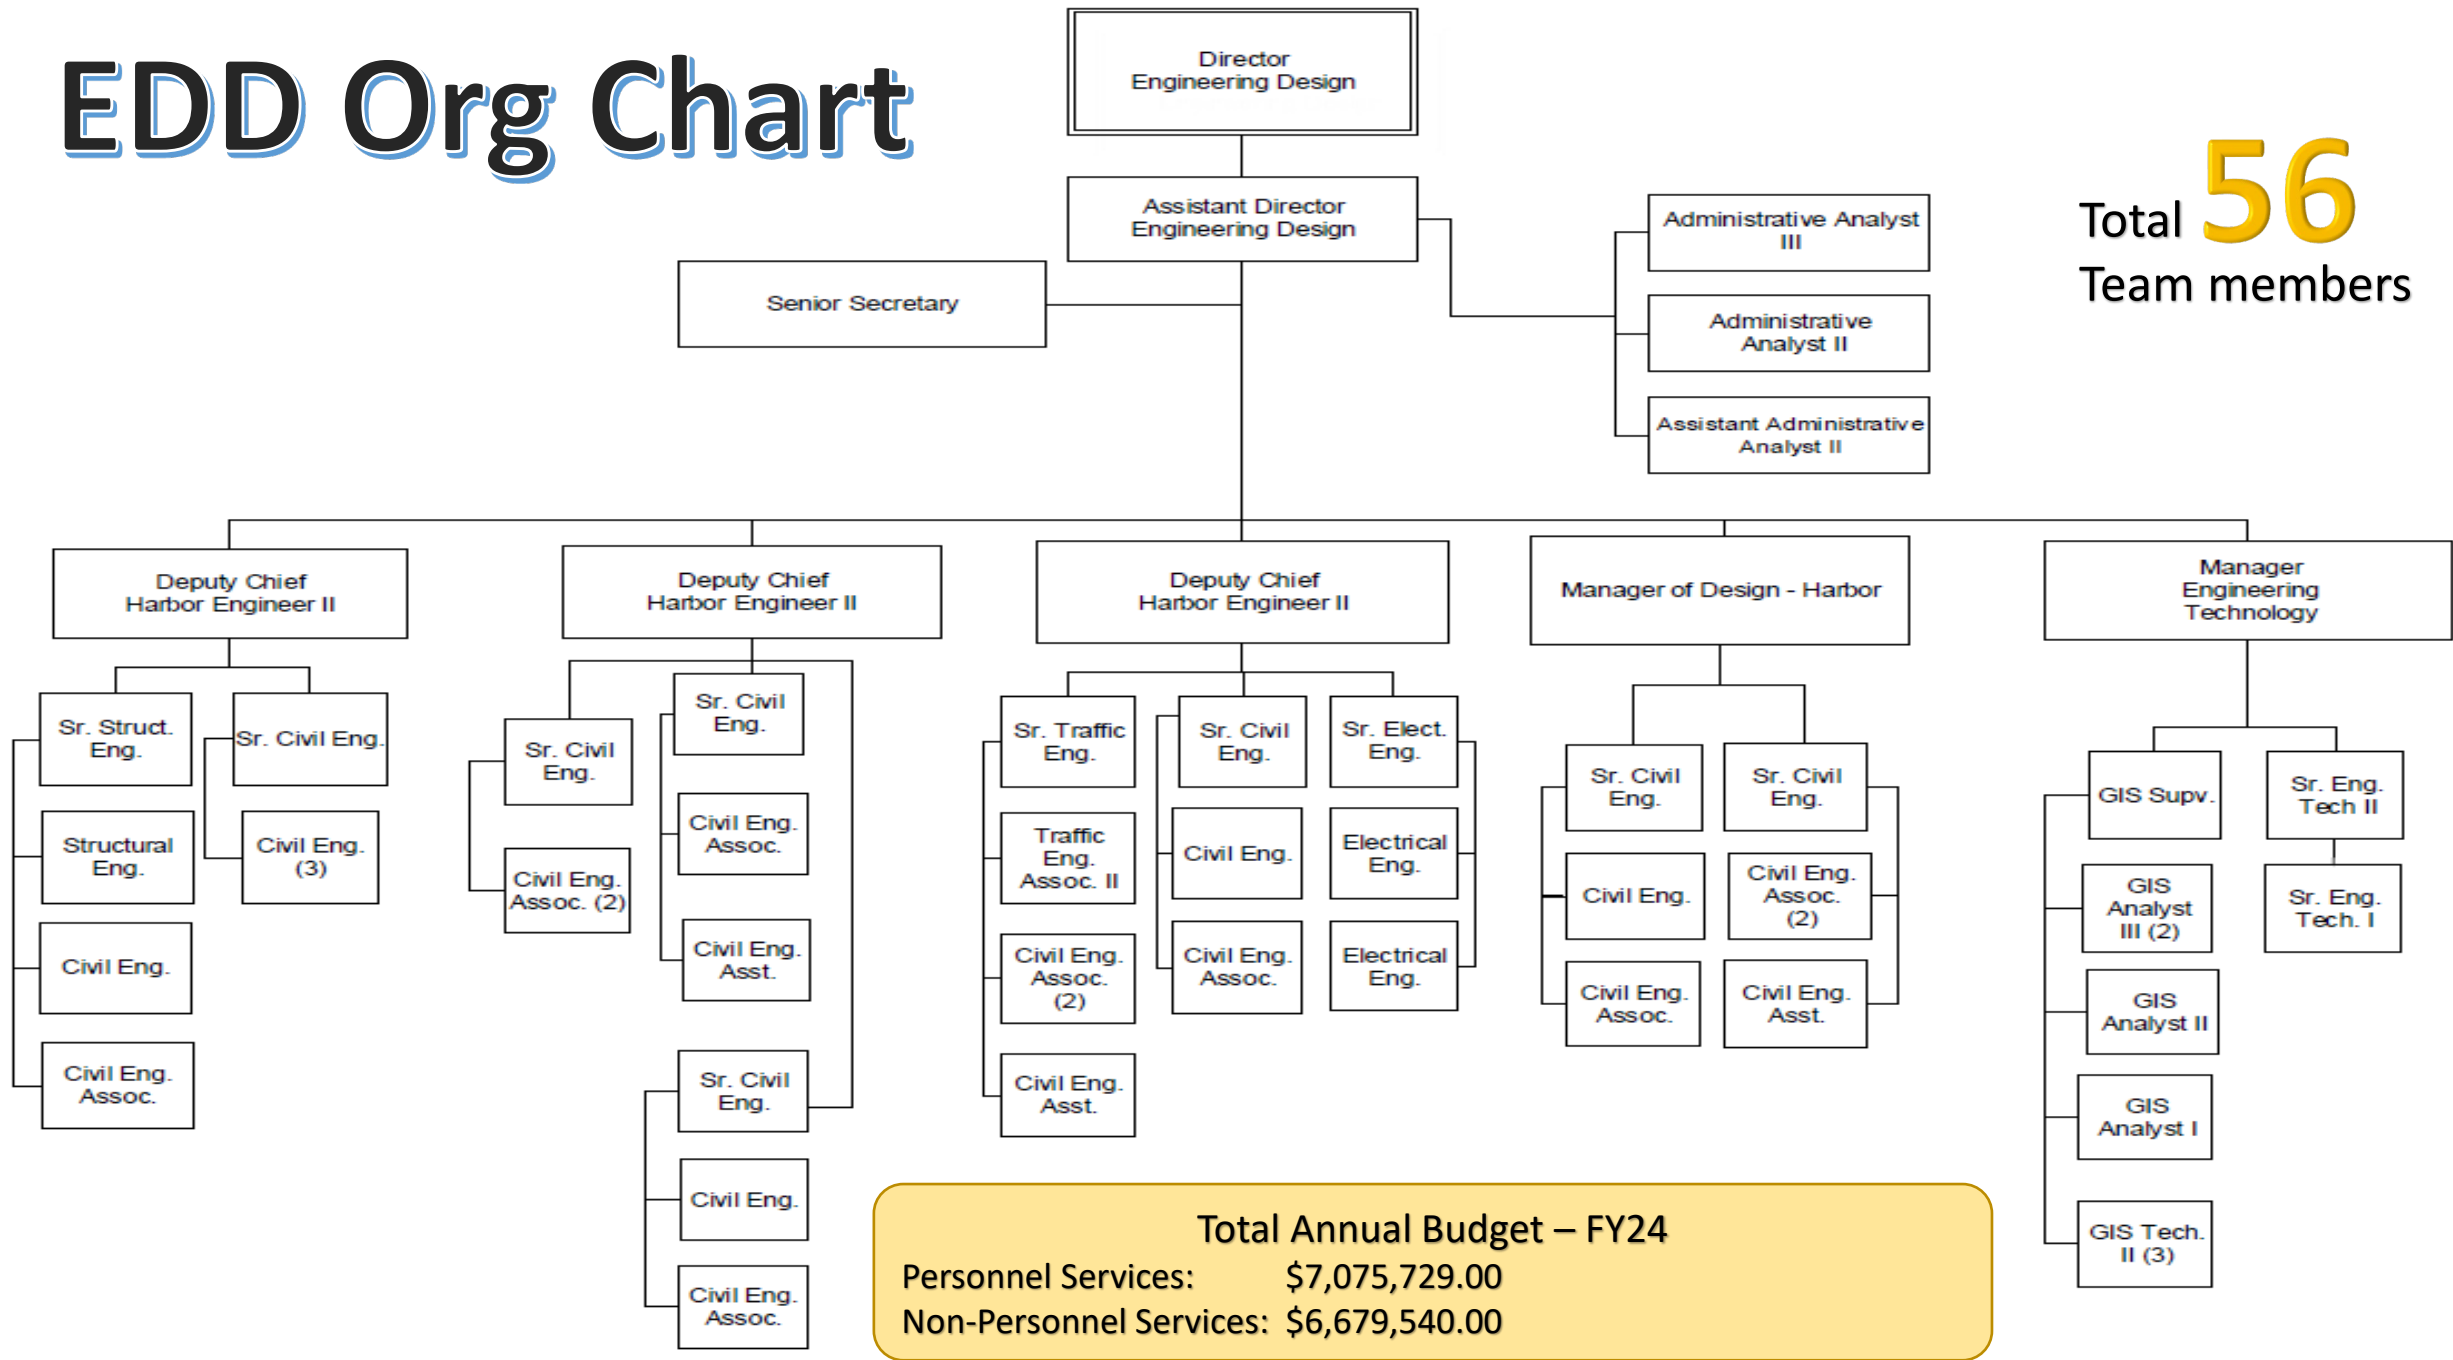 EDD Org Chart
Director
Engineering Design
Assistant Director
Engineering Design
Senior Secretary
Administrative Analyst
III
Administrative
Analyst II
Assistant Administrative
Analyst II
Total 56
Team members
Deputy Chief
Harbor Engineer II
Sr. Struct.
Eng.
Structural
Eng.
Civil Eng.
Civil Eng.
Assoc.
Sr. Civil Eng.
Civil Eng.
(3)
Deputy Chief
Harbor Engineer II
Sr. Civil
Eng.
Civil Eng.
Assoc. (2)
Sr. Civil
Eng.
Civil Eng.
Assoc.
Civil Eng.
Asst.
Sr. Civil
Eng.
Civil Eng.
Civil Eng.
Assoc.
Deputy Chief
Harbor Engineer II
Sr. Traffic
Eng.
Traffic
Eng.
Assoc. II
Civil Eng.
Assoc.
(2)
Civil Eng.
Asst.
Sr. Civil
Eng.
Civil Eng.
Civil Eng.
Assoc.
Sr. Elect.
Eng.
Electrical
Eng.
Electrical
Eng.
Manager of Design - Harbor
Sr. Civil
Eng.
Civil Eng.
Civil Eng.
Assoc.
Sr. Civil
Eng.
Civil Eng.
Assoc.
(2)
Civil Eng.
Asst.
Manager
Engineering
Technology
GIS Supv.
GIS
Analyst
III (2)
GIS
Analyst II
GIS
Analyst I
GIS Tech.
II (3)
Sr. Eng.
Tech II
Sr. Eng.
Tech. I
Total Annual Budget – FY24
Personnel Services: $7,075,729.00
Non-Personnel Services: $6,679,540.00